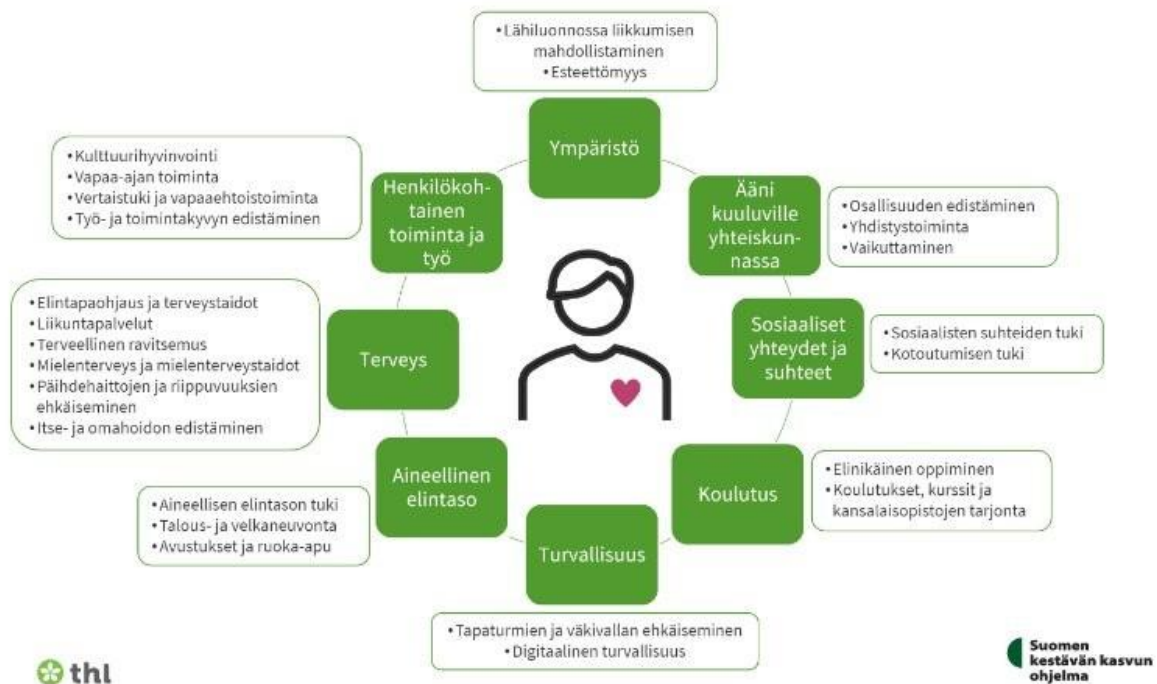 • Lähiluonnossa liikkumisen
mahdollistaminen
• Esteettömyys
Ympäristö
Ääni
kuuluville
yhteiskun-
nassa
• Osallisuuden edistäminen
• Yhdistystoiminta
• Vaikuttaminen
Sosiaaliset
yhteydet ja
suhteet
• Sosiaalisten suhteiden tuki
• Kotoutumisen tuki
Koulutus
• Elinikäinen oppiminen
• Koulutukset, kurssit ja
kansalaisopistojen tarjonta
Turvallisuus
• Tapaturmien ja väkivallan ehkäiseminen
• Digitaalinen turvallisuus
Aineellinen
elintaso
• Aineellisen elintason tuki
• Talous- ja velkaneuvonta
• Avustukset ja ruoka-apu
Terveys
• Elintapaohjaus ja terveystaidot
• Liikuntapalvelut
• Terveellinen ravitsemus
• Mielenterveys ja mielenterveystaidot
• Päihdehaittojen ja riippuvuuksien
ehkäiseminen
• Itse- ja omahoidon edistäminen
Henkilökoh-
tainen
toiminta ja
työ
• Kulttuurihyvinvointi
• Vapaa-ajan toiminta
• Vertaistuki ja vapaaehtoistoiminta
• Työ- ja toimintakyvyn edistäminen
thl
Suomen
kestävän kasvun
ohjelma